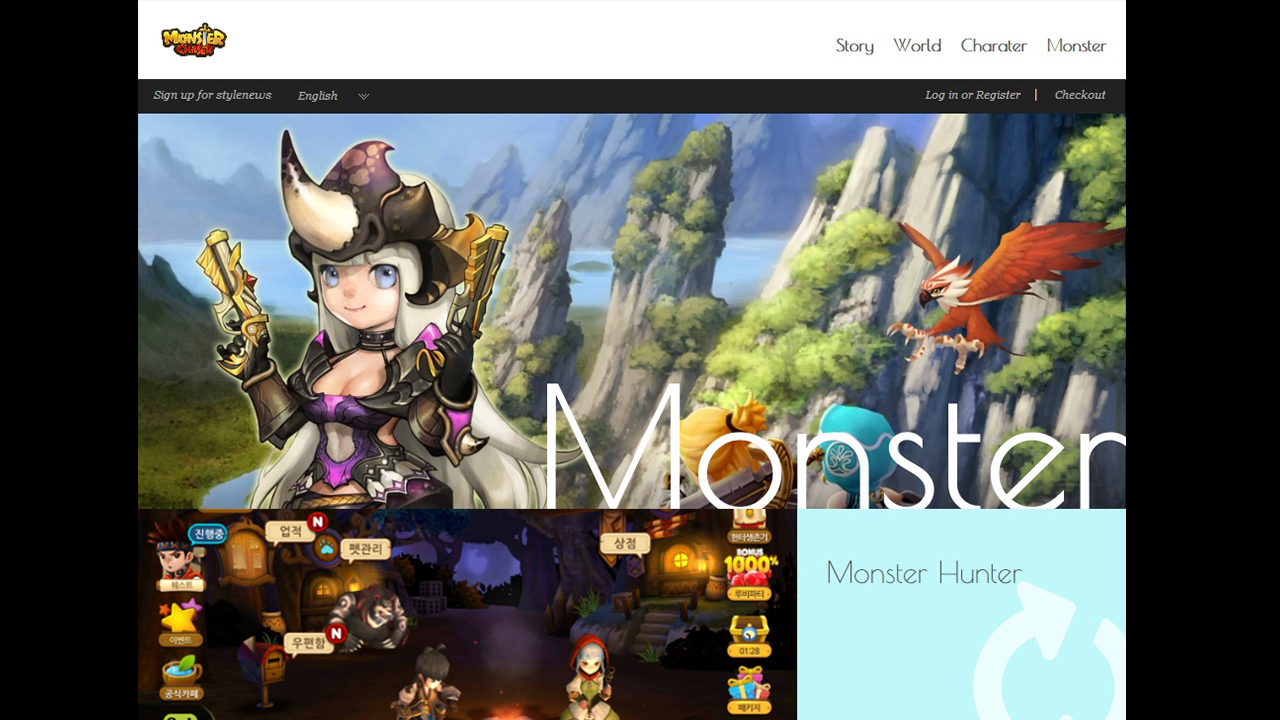 MONSTER
Story World Charater Monster
Sign up for stylenews English Log in or Register | Checkout
Monster
진행중
업적
N
펫관리
상점
헌터생존기
BONUS
1000%
루비파티
퀘스트
이벤트
N
우편함
01:28
공식카페
패키지
Monster Hunter